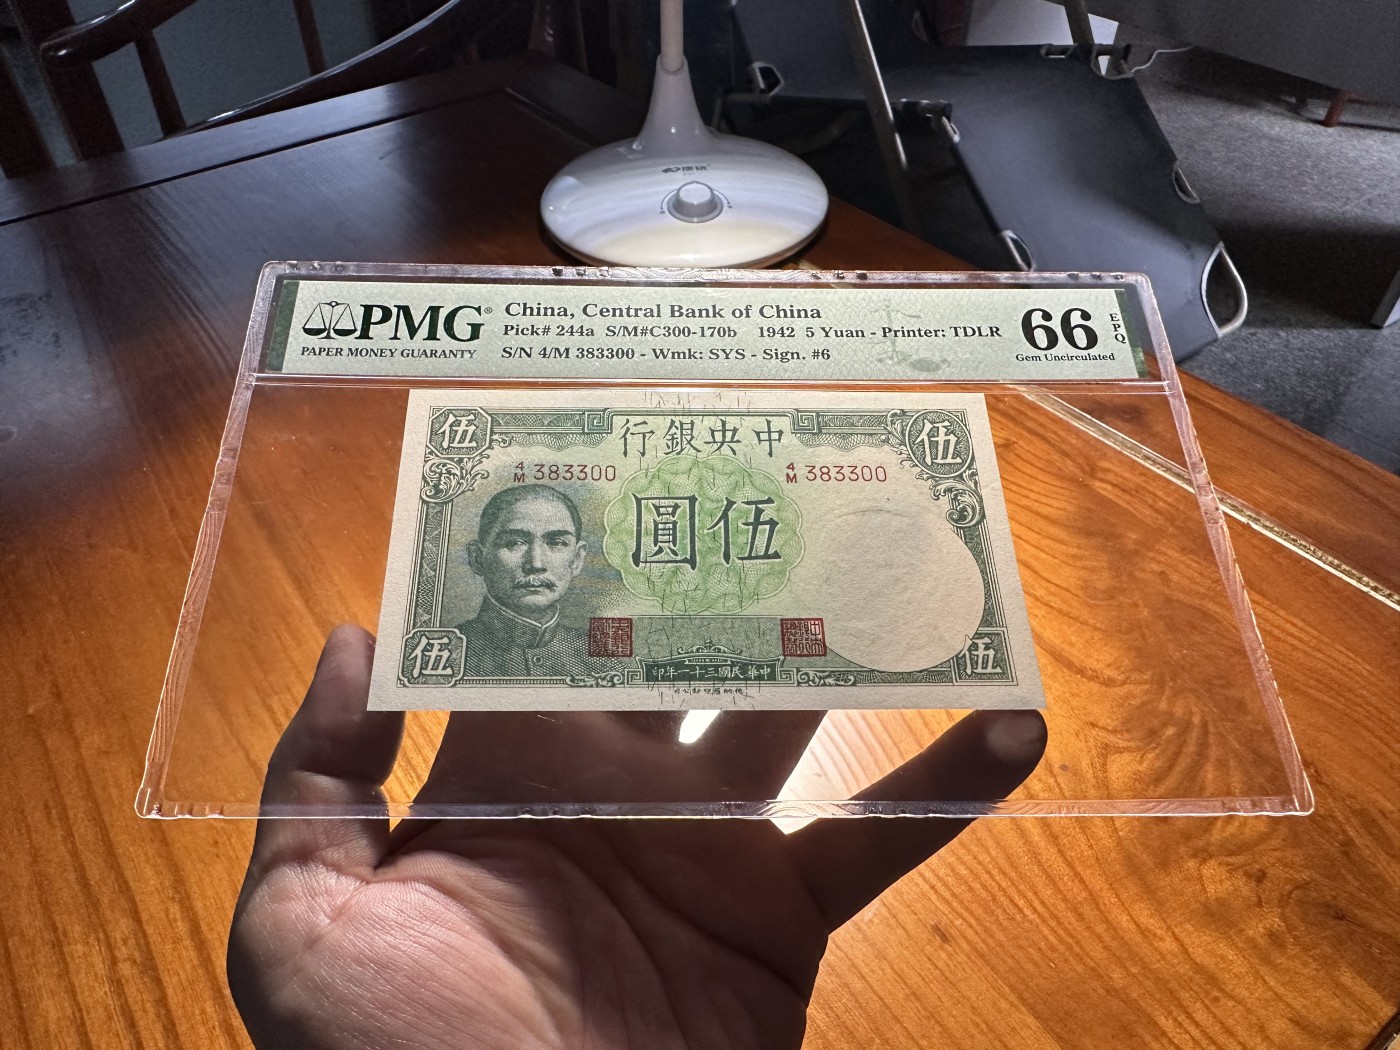 康铭
PMG®
PAPER MONEY GUARANTY
China, Central Bank of China
Pick# 244a S/M#C300-170b 1942 5 Yuan - Printer: TDLR
S/N 4/M 383300 - Wmk: SYS - Sign. #6
66
EPQ
Gem Uncirculated
伍
行銀央中
伍
4/M 383300
4/M 383300
圓伍
伍
印年一十三國民華中
伍